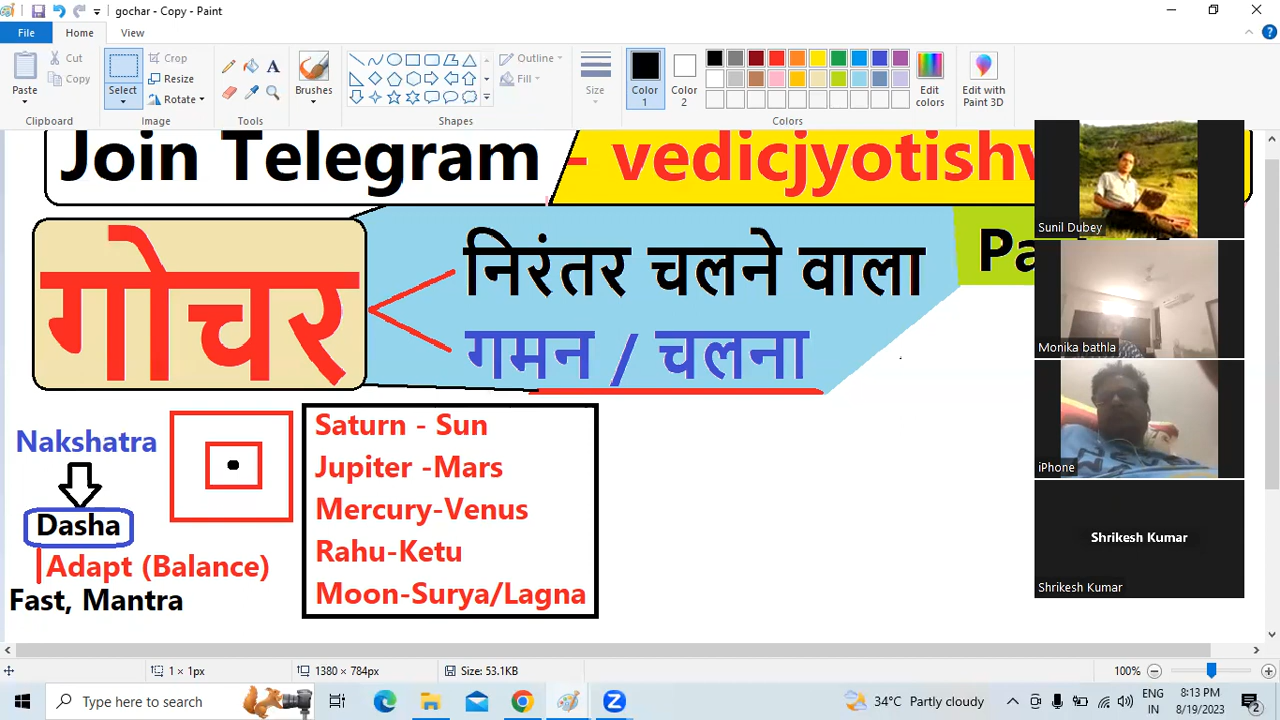 gochar - Copy - Paint
File Home View
Paste Cut Copy Clipboard
Select Crop Resize Rotate Image
Tools
Brushes
Shapes Outline Fill
Size
Color 1 Color 2 Colors
Edit colors Edit with Paint 3D
Join Telegram - vedicjyotish
गोचर
निरंतर चलने वाला
गमन / चलना
Nakshatra
Dasha
Adapt (Balance)
Fast, Mantra
Saturn - Sun
Jupiter -Mars
Mercury-Venus
Rahu-Ketu
Moon-Surya/Lagna
Sunil Dubey
Monika bathla
iPhone
Shrikesh Kumar
Shrikesh Kumar
1 × 1px 1380 × 784px Size: 53.1KB 100%
Type here to search
34°C Partly cloudy
ENG IN
8:13 PM
8/19/2023
2